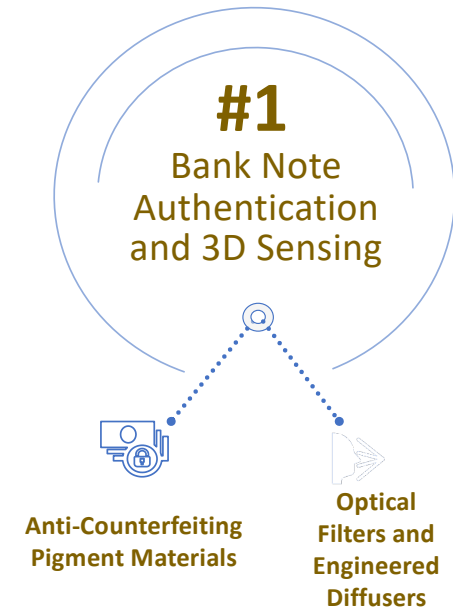 #1
Bank Note
Authentication
and 3D Sensing
Anti-Counterfeiting
Pigment Materials
Optical
Filters and
Engineered
Diffusers